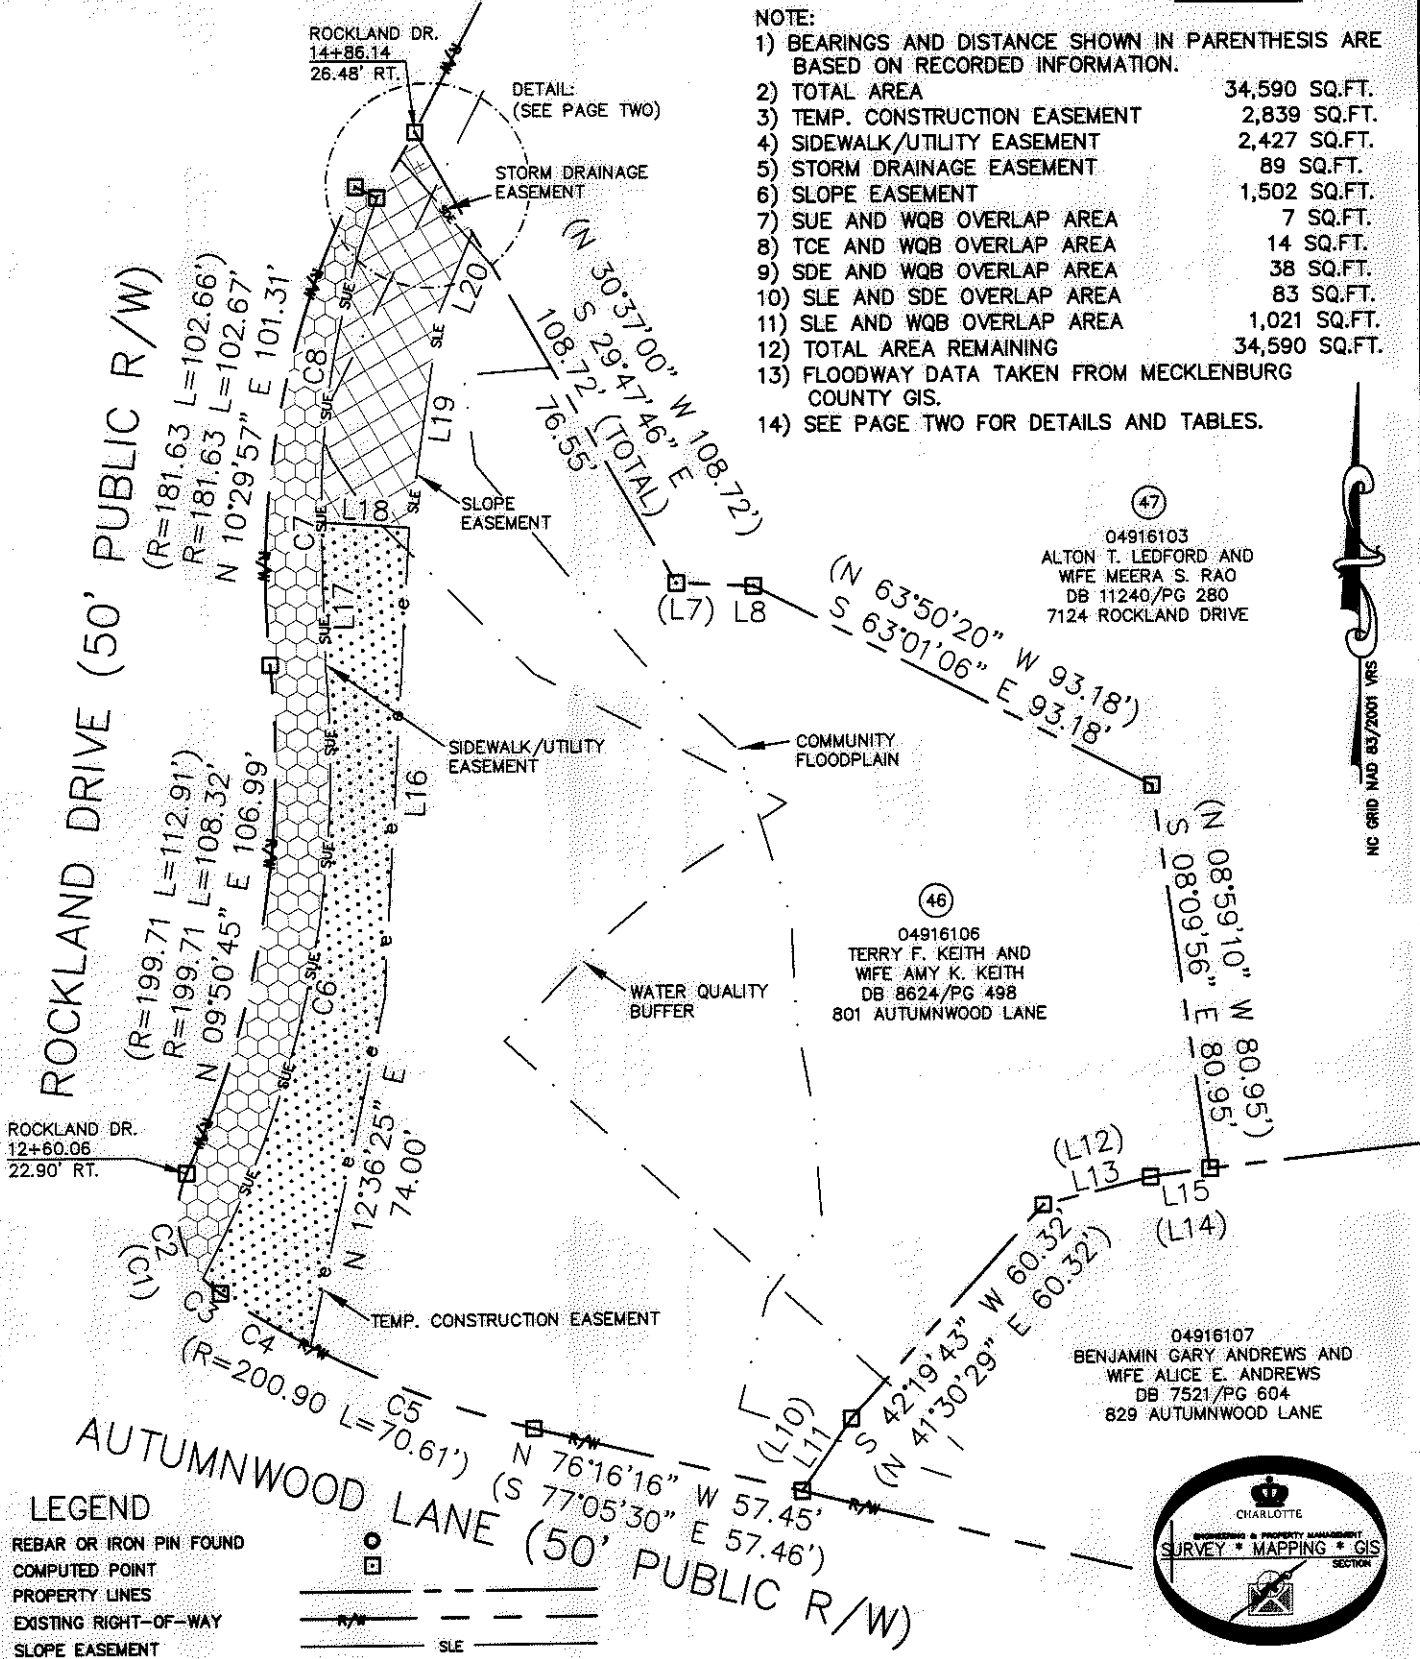 ROCKLAND DR.
14+86.14
26.48' RT.
DETAIL:
(SEE PAGE TWO)
STORM DRAINAGE
EASEMENT
NOTE:
1) BEARINGS AND DISTANCE SHOWN IN PARENTHESIS ARE
BASED ON RECORDED INFORMATION.
2) TOTAL AREA 34,590 SQ.FT.
3) TEMP. CONSTRUCTION EASEMENT 2,839 SQ.FT.
4) SIDEWALK/UTILITY EASEMENT 2,427 SQ.FT.
5) STORM DRAINAGE EASEMENT 89 SQ.FT.
6) SLOPE EASEMENT 1,502 SQ.FT.
7) SUE AND WQB OVERLAP AREA 7 SQ.FT.
8) TCE AND WQB OVERLAP AREA 14 SQ.FT.
9) SDE AND WQB OVERLAP AREA 38 SQ.FT.
10) SLE AND SDE OVERLAP AREA 83 SQ.FT.
11) SLE AND WQB OVERLAP AREA 1,021 SQ.FT.
12) TOTAL AREA REMAINING 34,590 SQ.FT.
13) FLOODWAY DATA TAKEN FROM MECKLENBURG
COUNTY GIS.
14) SEE PAGE TWO FOR DETAILS AND TABLES.
R/W
SDE
(N 30°37'00" W 108.72')
S 29°47'46" E
108.72' (TOTAL)
76.55'
L20
SLE
L19
SLE
SLOPE
EASEMENT
L18
ROCKLAND DRIVE (50' PUBLIC R/W)
(R=181.63 L=102.66')
R=181.63 L=102.67'
N 10°29'57" E 101.31'
R/W
SUE
C8
SUE
C7
SUE
R/W
L17
SUE
e
(L7)
L8
(N 63°50'20" W 93.18')
S 63°01'06" E 93.18'
47
04916103
ALTON T. LEDFORD AND
WIFE MEERA S. RAO
DB 11240/PG 280
7124 ROCKLAND DRIVE
NC GRID NAD 83/2001 VRS
SIDEWALK/UTILITY
EASEMENT
COMMUNITY
FLOODPLAIN
(R=199.71 L=112.91')
R=199.71 L=108.32'
N 09°50'45" E 106.99'
R/W
SUE
SUE
e
L16
e
e
(N 08°59'10" W 80.95')
S 08°09'56" E 80.95'
46
04916106
TERRY F. KEITH AND
WIFE AMY K. KEITH
DB 8624/PG 498
801 AUTUMNWOOD LANE
WATER QUALITY
BUFFER
SUE
C6
SUE
e
N 12°36'25" E
74.00'
e
ROCKLAND DR.
12+60.06
22.90' RT.
R/W
SUE
C2
(C1)
C3
e
TEMP. CONSTRUCTION EASEMENT
(L12)
L13
L15
(L14)
S 42°19'43" W 60.32'
(N 41°30'29" E 60.32')
04916107
BENJAMIN GARY ANDREWS AND
WIFE ALICE E. ANDREWS
DB 7521/PG 604
829 AUTUMNWOOD LANE
C4
R/W
(R=200.90 L=70.61')
C5
(L10)
L11
R/W
N 76°16'16" W 57.45'
(S 77°05'30" E 57.46')
R/W
AUTUMNWOOD LANE (50' PUBLIC R/W)
LEGEND
REBAR OR IRON PIN FOUND
COMPUTED POINT
PROPERTY LINES
EXISTING RIGHT-OF-WAY R/W
SLOPE EASEMENT SLE
CHARLOTTE
ENGINEERING & PROPERTY MANAGEMENT
SURVEY * MAPPING * GIS
SECTION